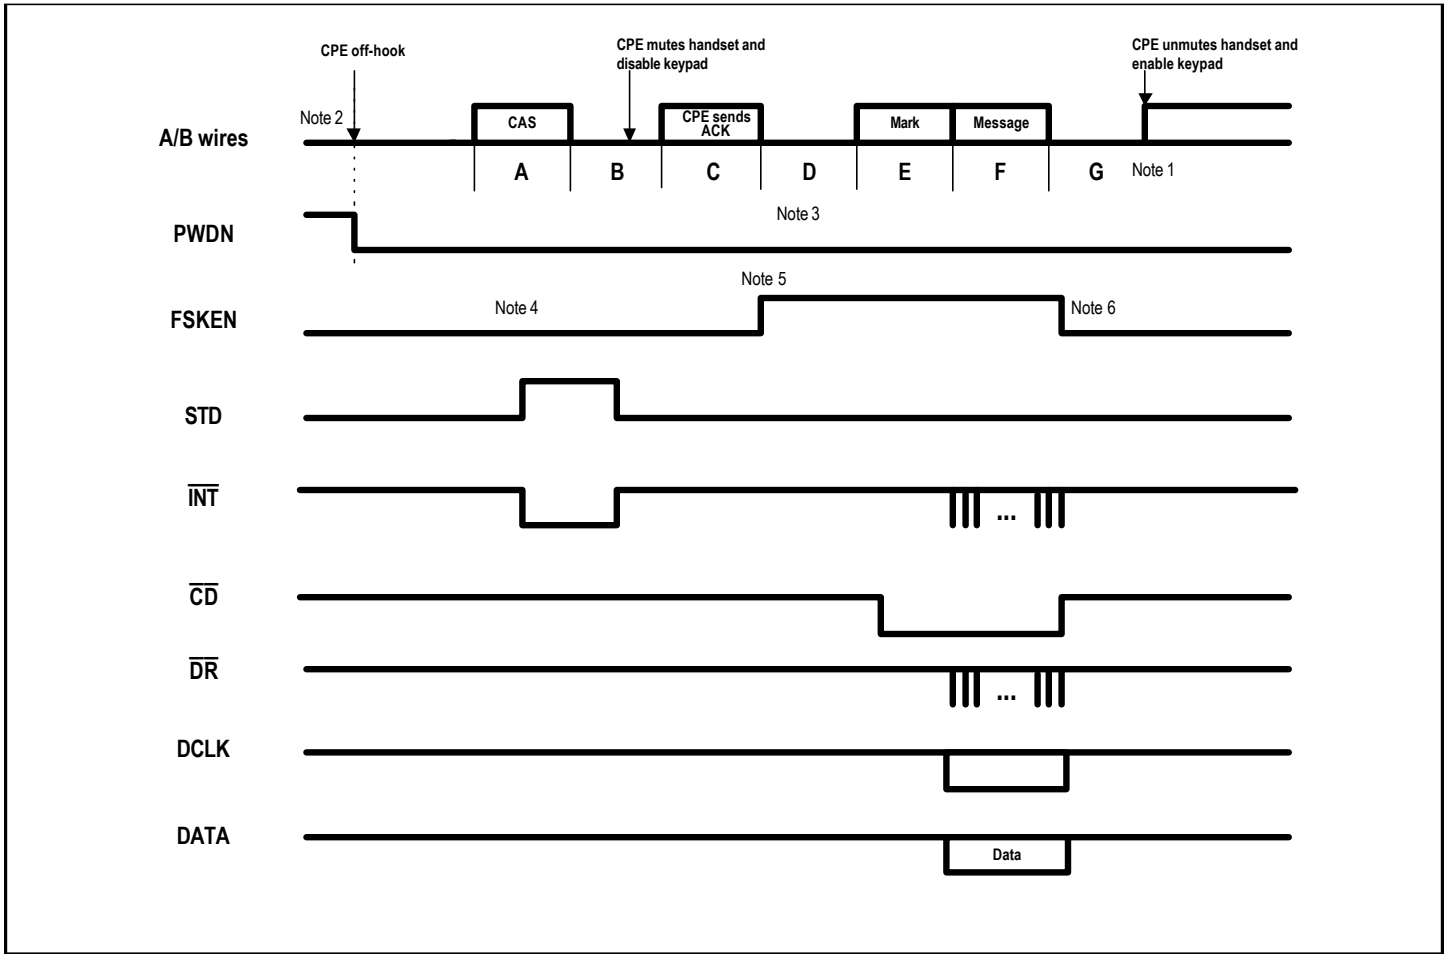 CPE off-hook
CPE mutes handset and
disable keypad
CPE unmutes handset and
enable keypad
Note 2
A/B wires
CAS
CPE sends
ACK
Mark
Message
A
B
C
D
E
F
G
Note 1
PWDN
Note 3
Note 5
FSKEN
Note 4
Note 6
STD
INT
...
CD
DR
...
DCLK
DATA
Data